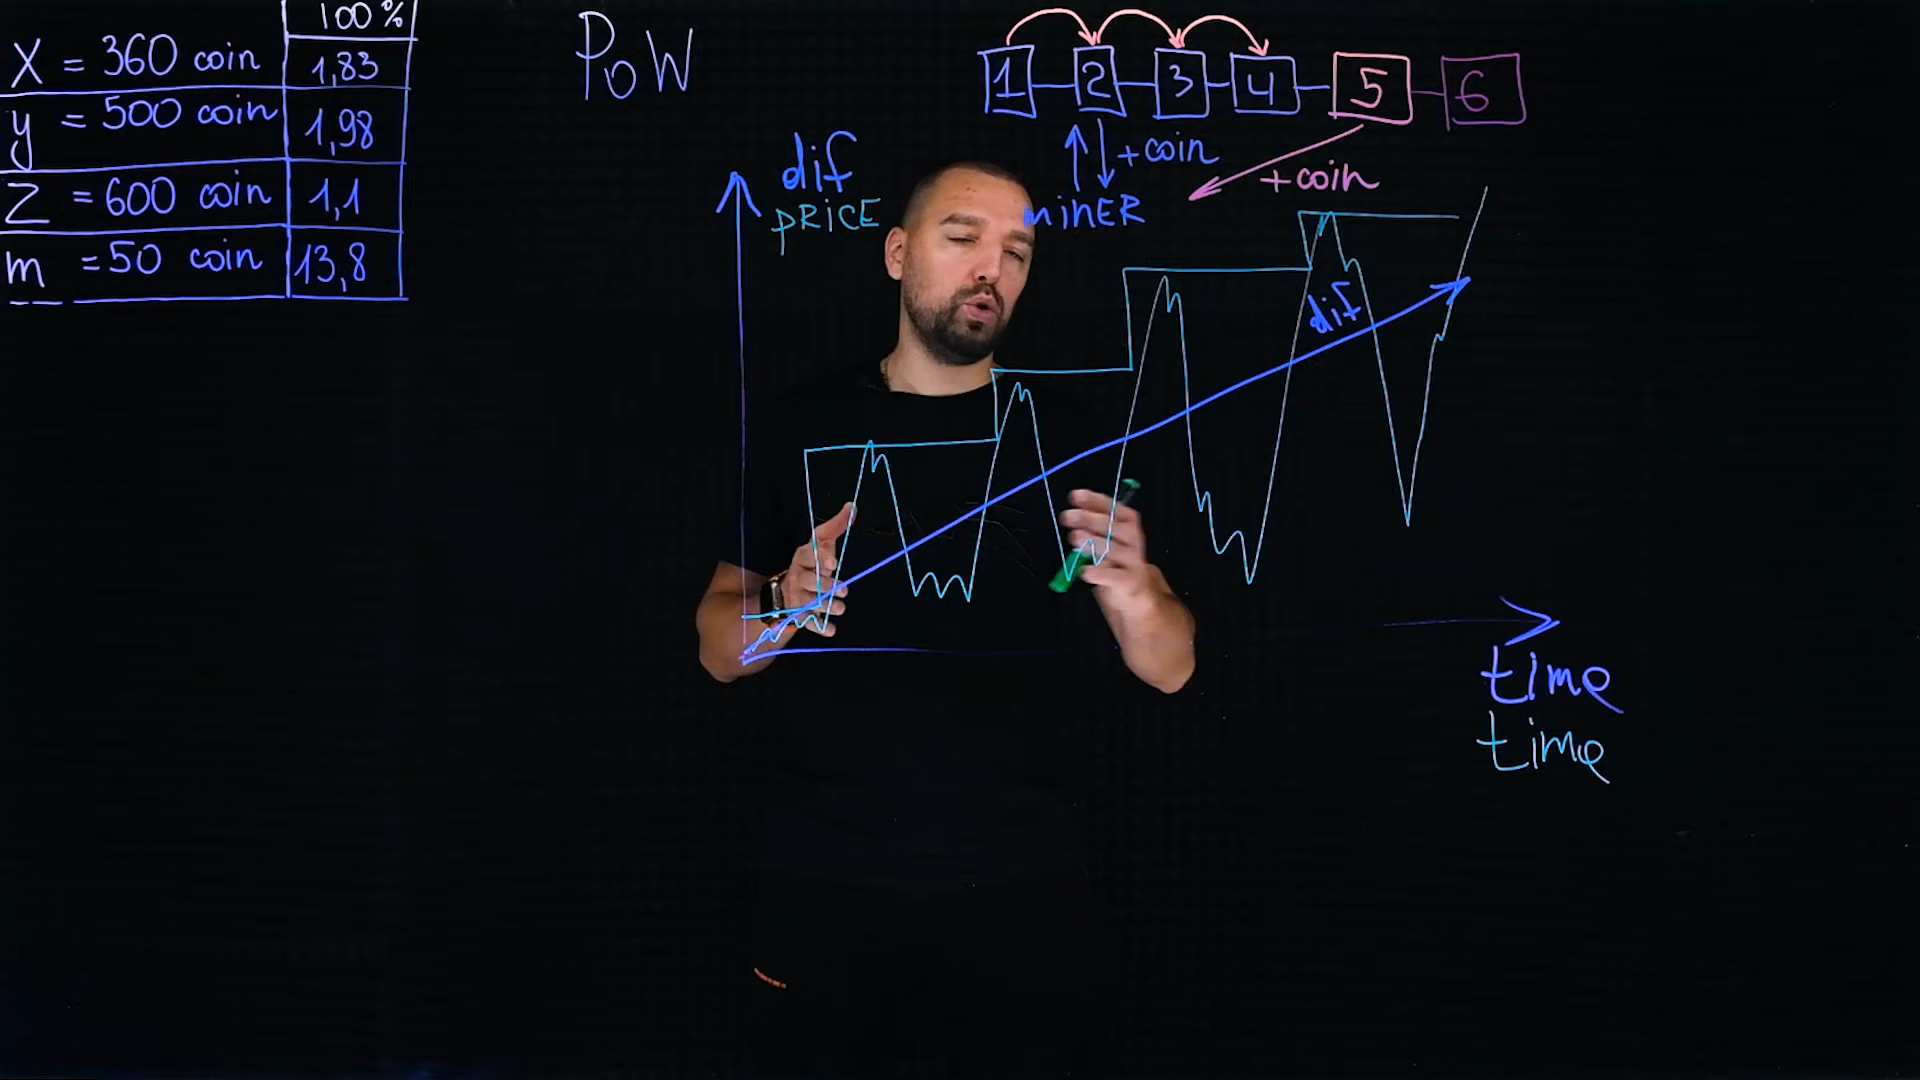 100%
X = 360 coin 1,83
y = 500 coin 1,98
Z = 600 coin 1,1
m = 50 coin 13,8
PoW
1 2 3 4 5 6
+coin
+coin
minER
dif
PRICE
dif
time
time